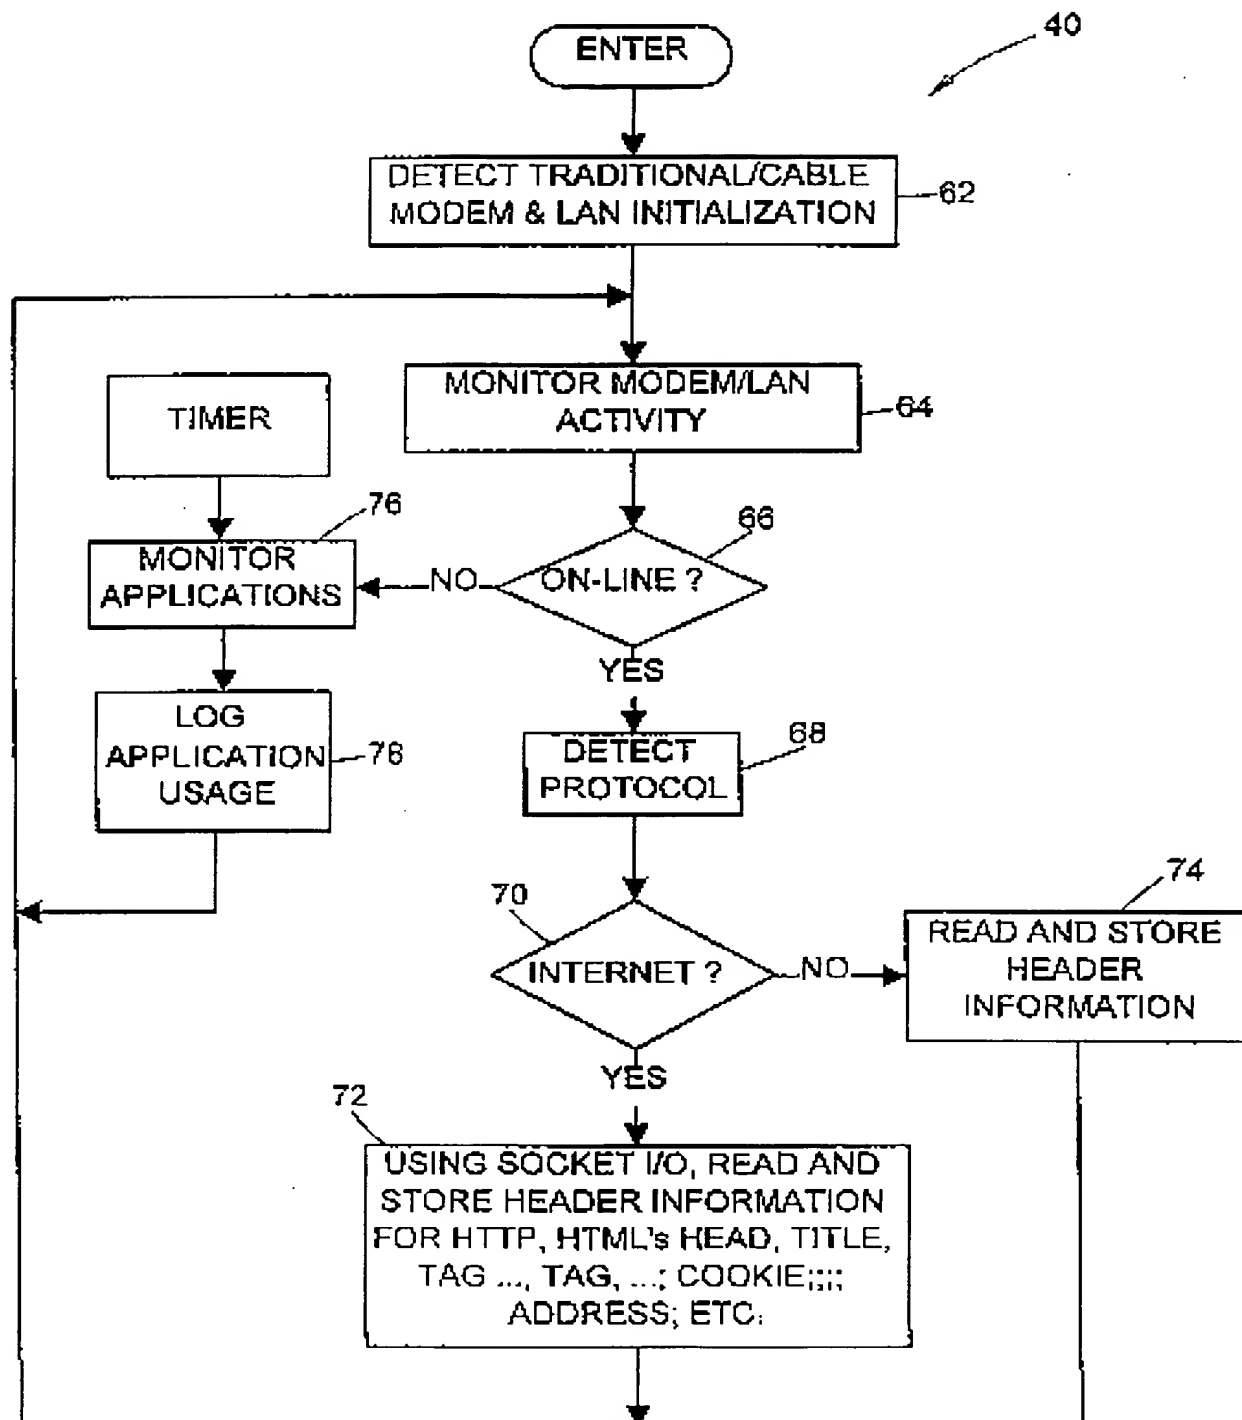 40
ENTER
DETECT TRADITIONAL/CABLE
MODEM & LAN INITIALIZATION
62
MONITOR MODEM/LAN
ACTIVITY
64
TIMER
76
66
MONITOR
APPLICATIONS
NO
ON-LINE ?
YES
LOG
APPLICATION
USAGE
78
68
DETECT
PROTOCOL
70
74
INTERNET ?
NO
READ AND STORE
HEADER
INFORMATION
YES
72
USING SOCKET I/O, READ AND
STORE HEADER INFORMATION
FOR HTTP, HTML's HEAD, TITLE,
TAG ..., TAG, ...; COOKIE;;;;
ADDRESS; ETC.